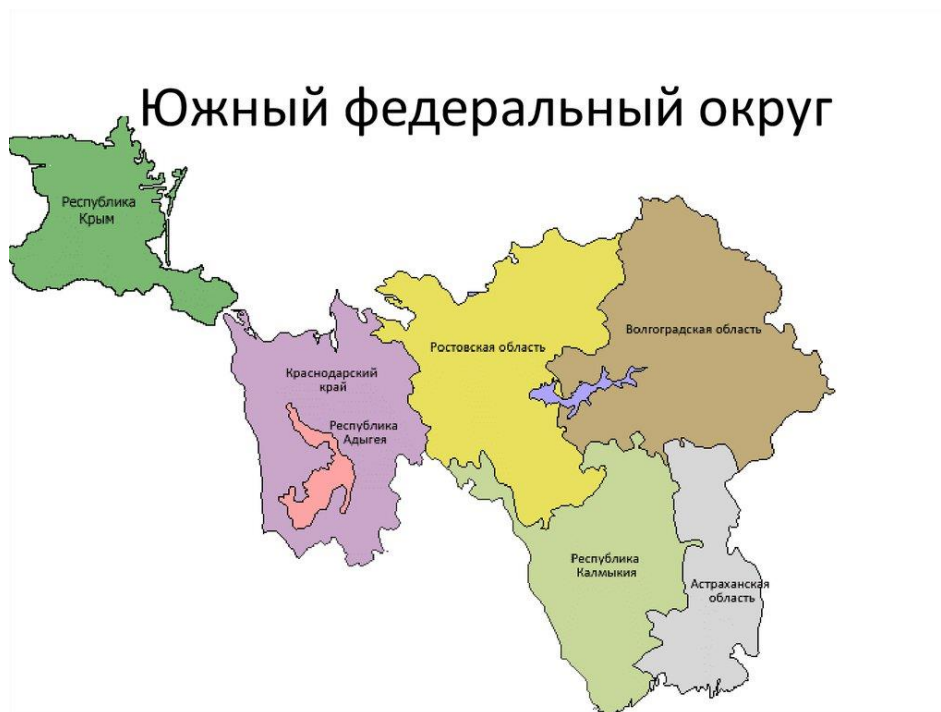 Южный федеральный округ
Республика
Крым
Волгоградская область
Ростовская область
Краснодарский
край
Республика
Адыгея
Республика
Калмыкия
Астраханская
область